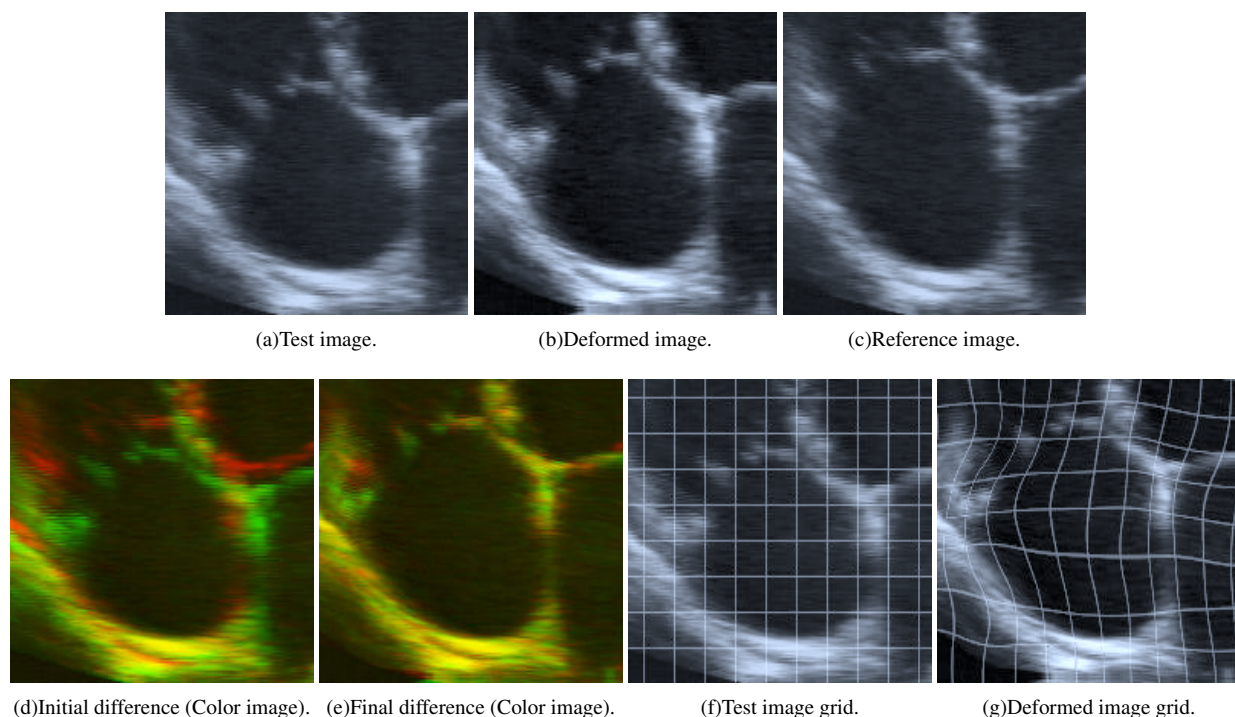 (a)Test image.
(b)Deformed image.
(c)Reference image.
(d)Initial difference (Color image).
(e)Final difference (Color image).
(f)Test image grid.
(g)Deformed image grid.